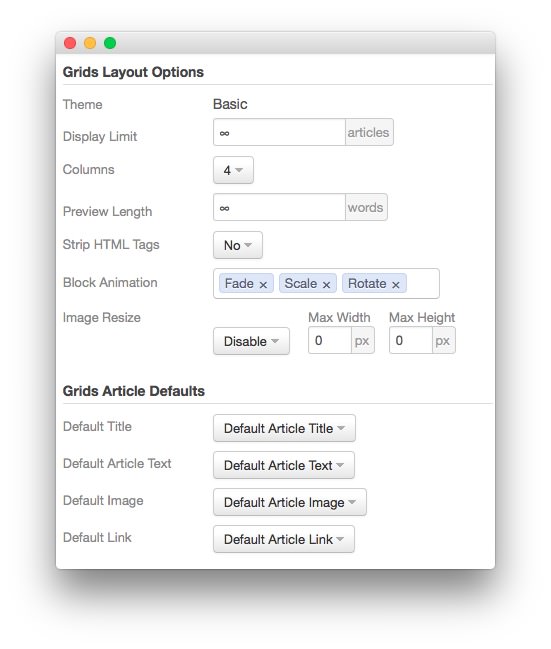 Grids Layout Options
Theme Basic
Display Limit ∞ articles
Columns 4
Preview Length ∞ words
Strip HTML Tags No
Block Animation Fade × Scale × Rotate ×
Image Resize Max Width Max Height
Disable 0 px 0 px
Grids Article Defaults
Default Title Default Article Title
Default Article Text Default Article Text
Default Image Default Article Image
Default Link Default Article Link